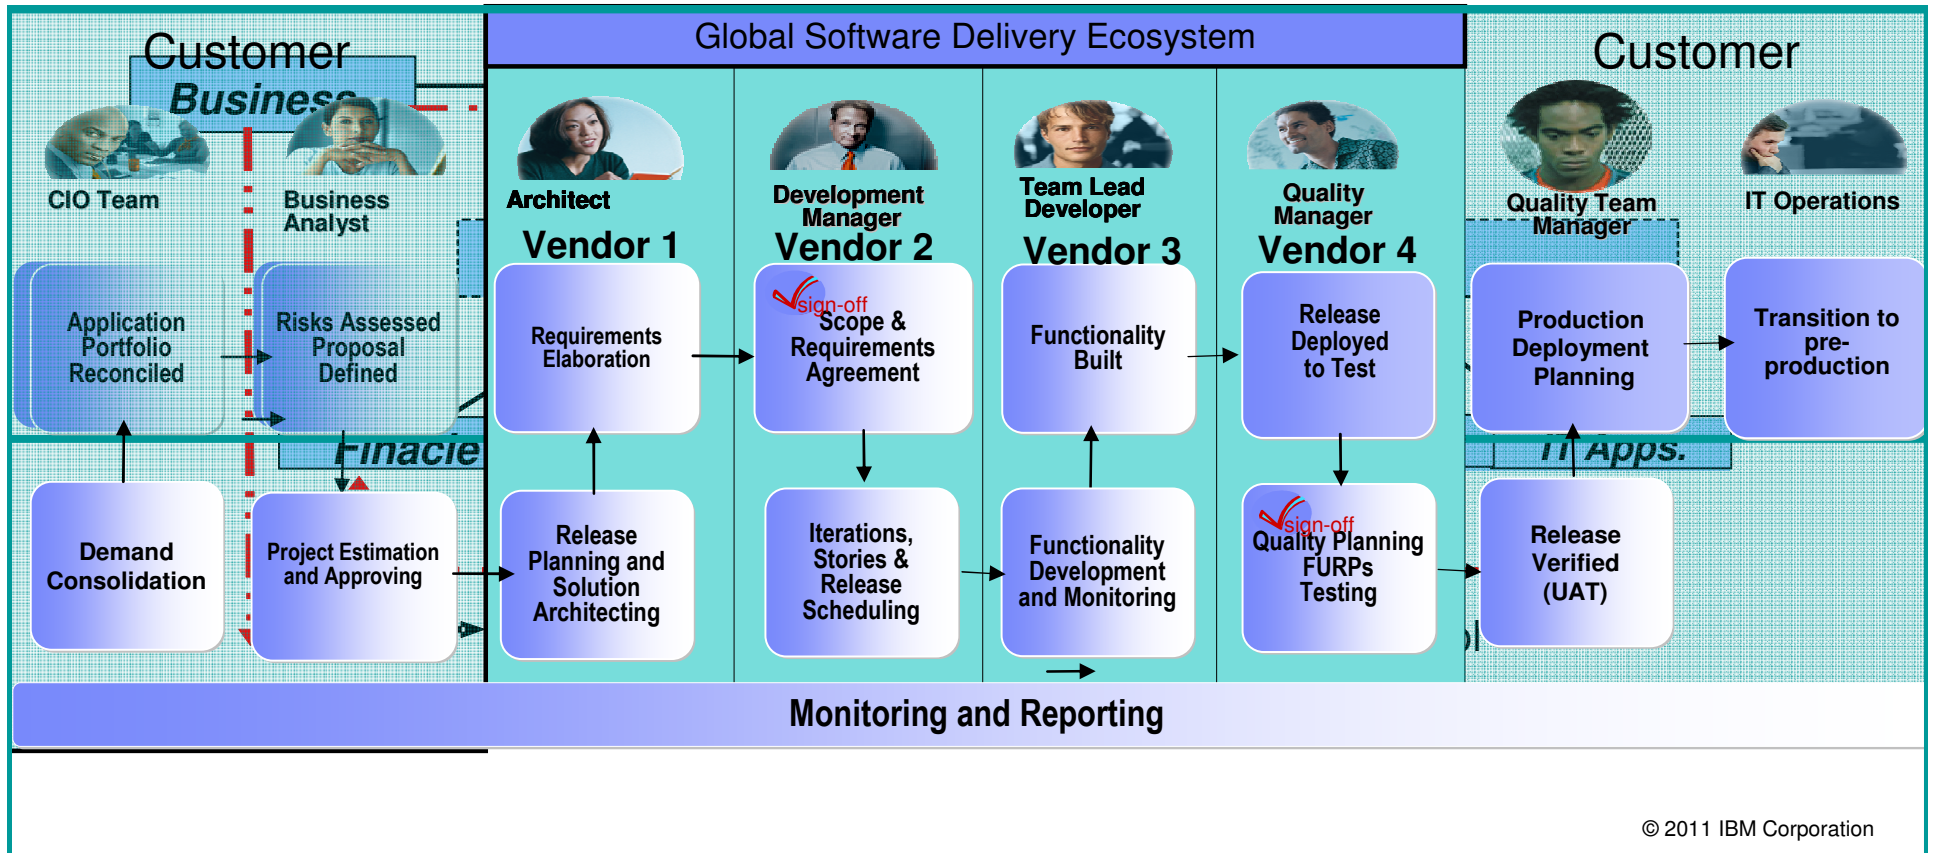 Global Software Delivery Ecosystem
Customer
Customer
Business
CIO Team
Business
Analyst
Architect
Vendor 1
Development
Manager
Vendor 2
Team Lead
Developer
Vendor 3
Quality
Manager
Vendor 4
Quality Team
Manager
IT Operations
Application
Portfolio
Reconciled
Risks Assessed
Proposal
Defined
Requirements
Elaboration
sign-off
Scope &
Requirements
Agreement
Functionality
Built
Release
Deployed
to Test
Production
Deployment
Planning
Transition to
pre-
production
Finacle
IT Apps.
Demand
Consolidation
Project Estimation
and Approving
Release
Planning and
Solution
Architecting
Iterations,
Stories &
Release
Scheduling
Functionality
Development
and Monitoring
sign-off
Quality Planning
FURPs
Testing
Release
Verified
(UAT)
Monitoring and Reporting
© 2011 IBM Corporation